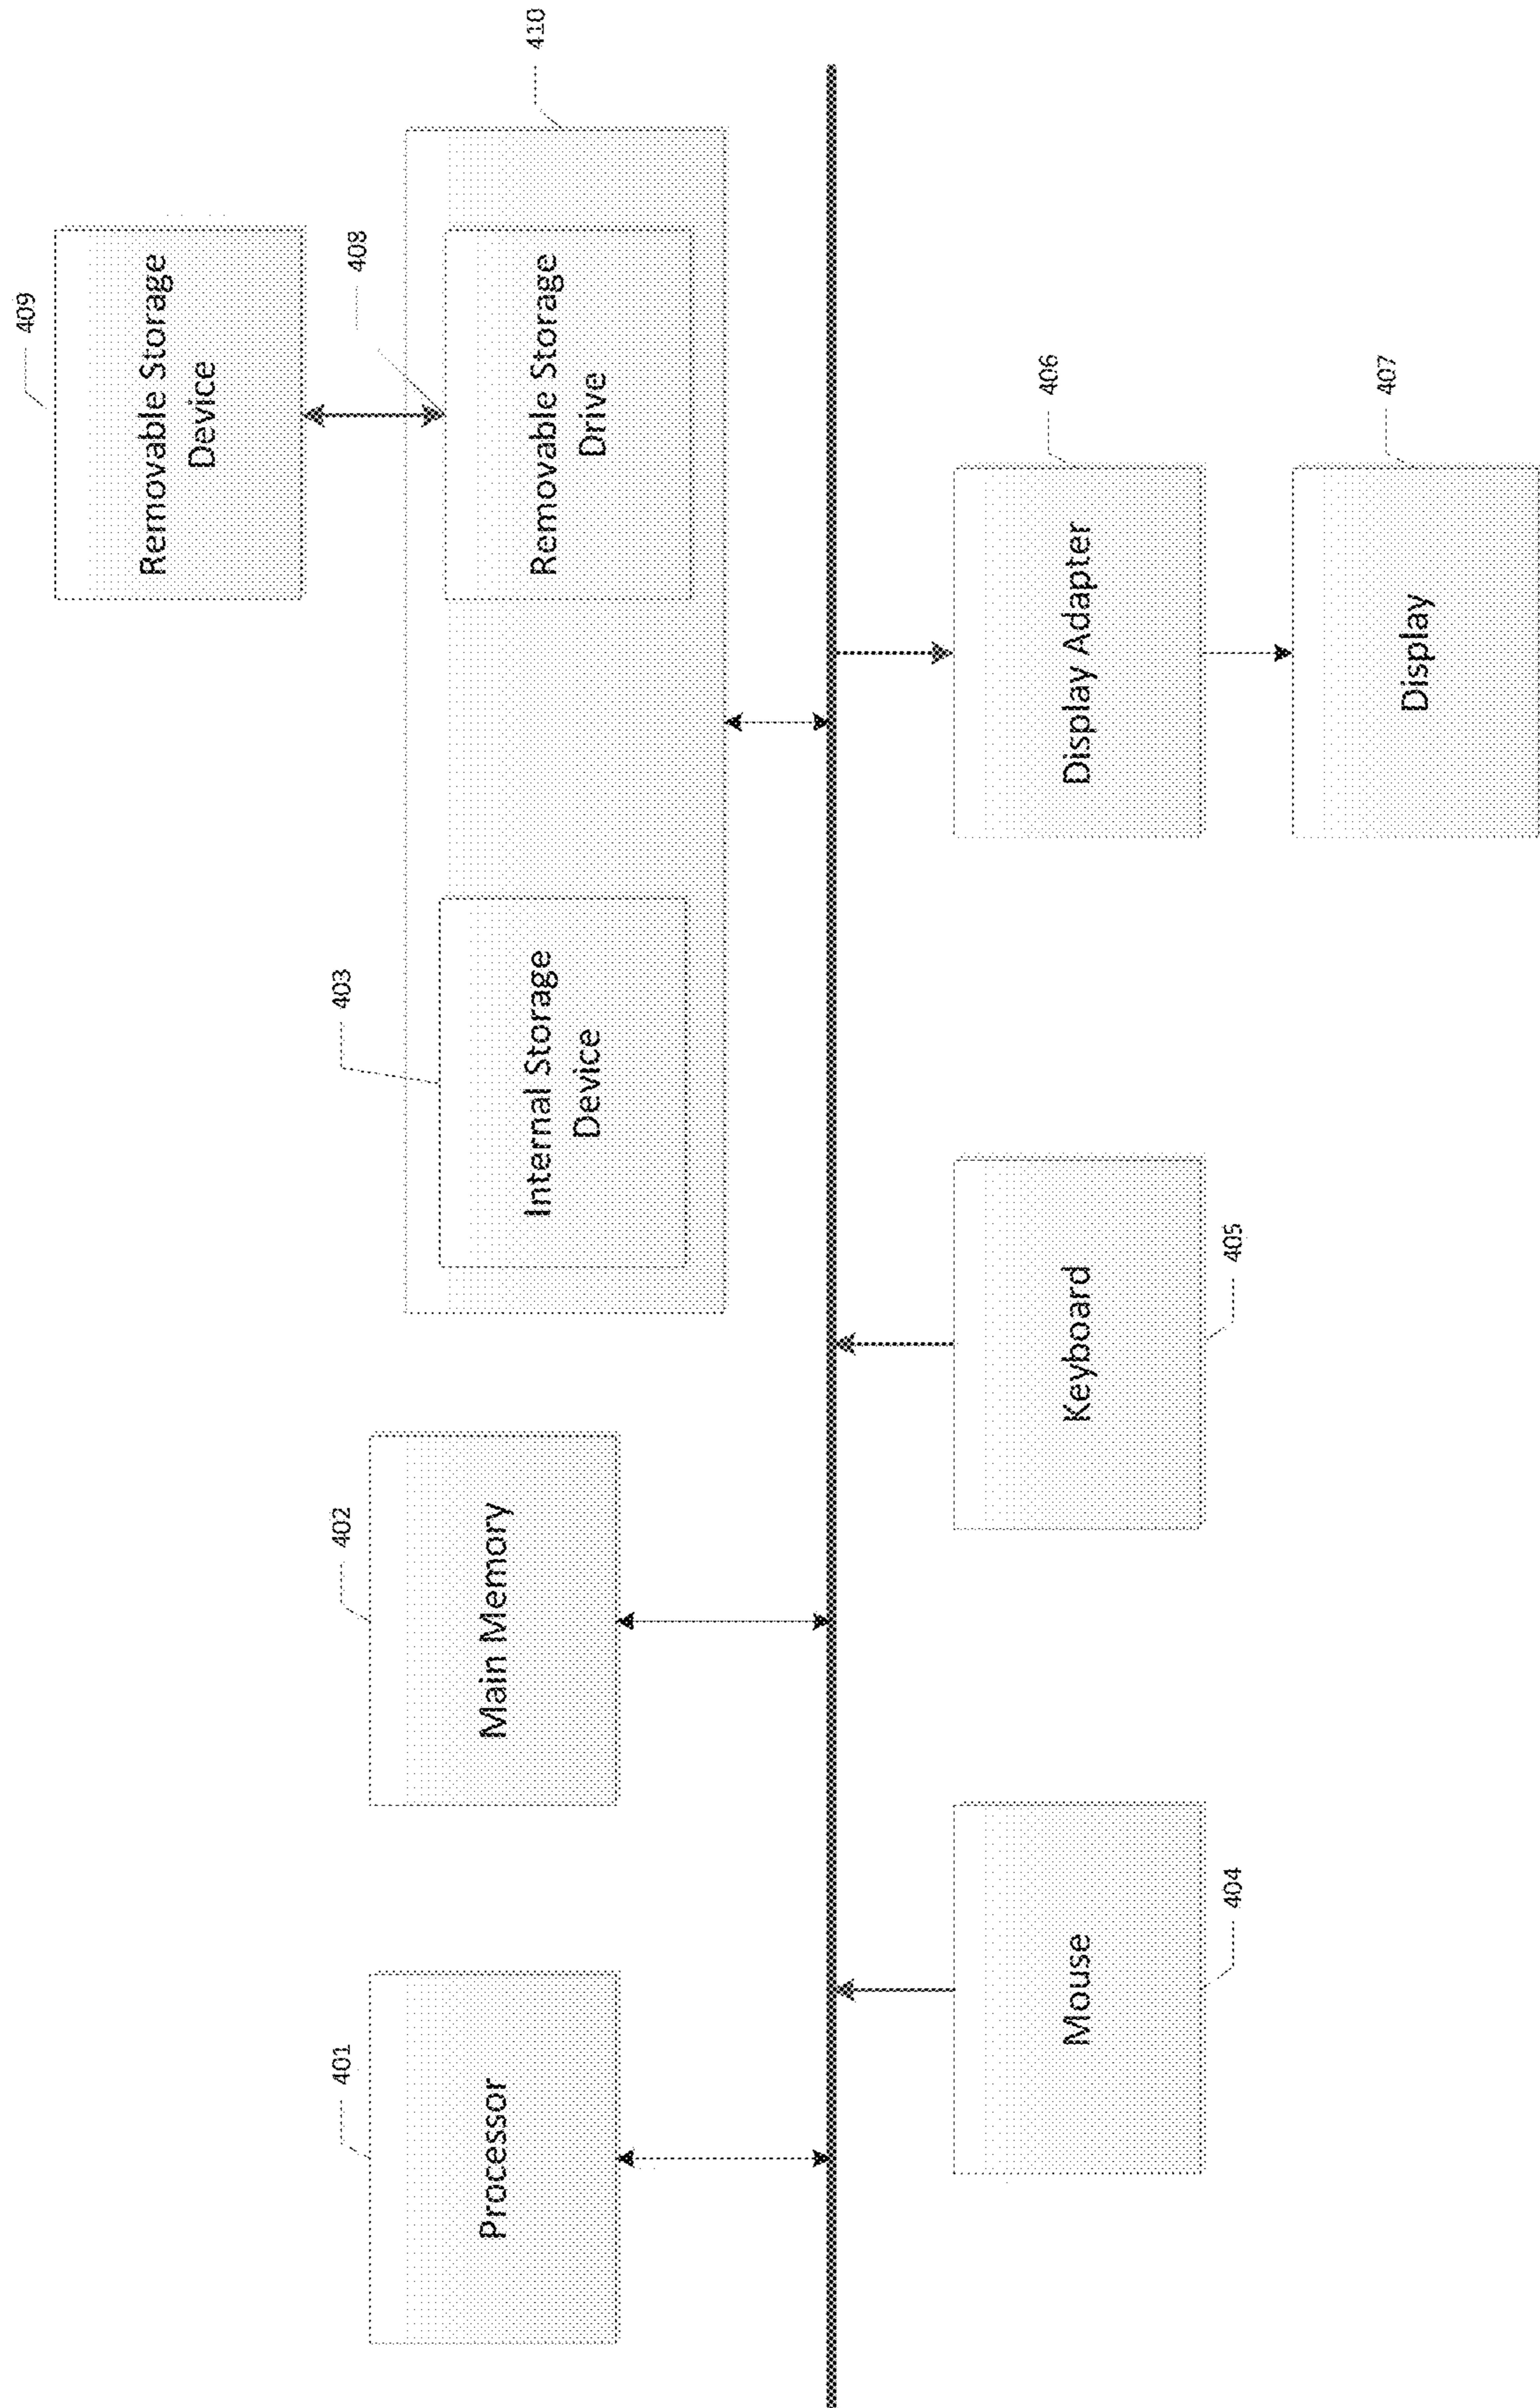 401
Processor
402
Main Memory
403
Internal Storage
Device
408
Removable Storage
Drive
410
409
Removable Storage
Device
404
Mouse
405
Keyboard
406
Display Adapter
407
Display